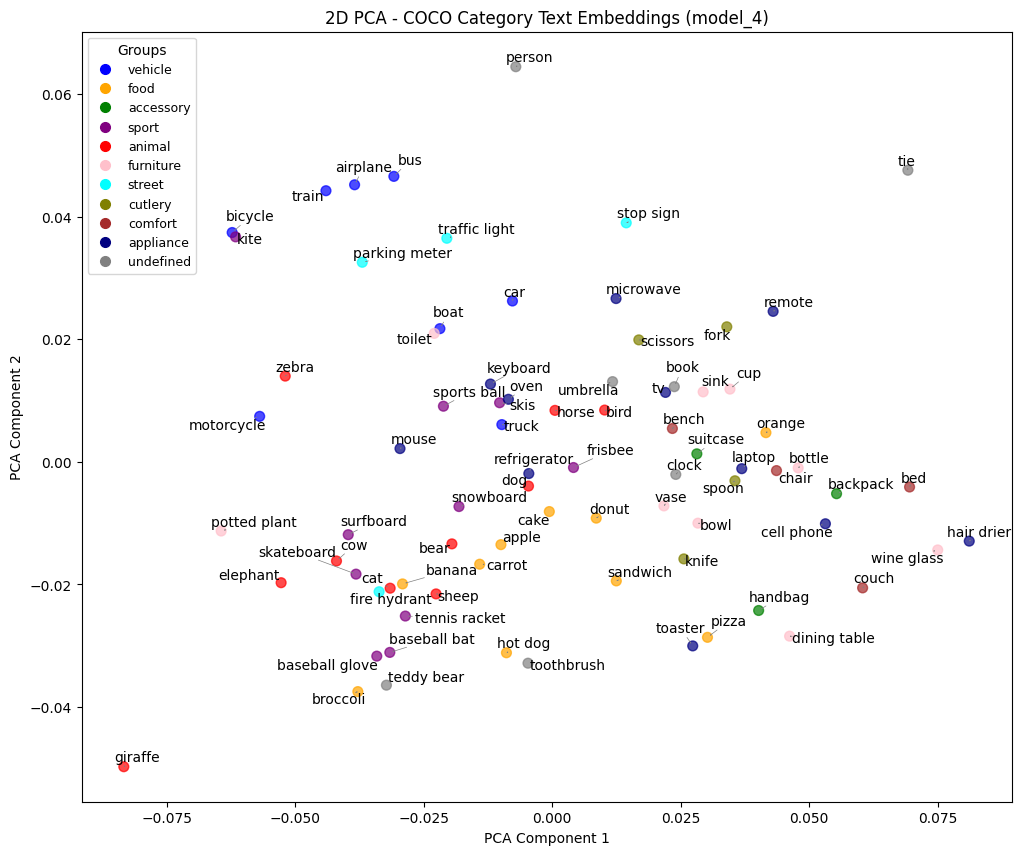 2D PCA - COCO Category Text Embeddings (model_4)
Groups
vehicle
food
accessory
sport
animal
furniture
street
cutlery
comfort
appliance
undefined
person
tie
airplane
bus
train
bicycle
kite
traffic light
stop sign
parking meter
car
microwave
remote
boat
toilet
scissors
fork
zebra
keyboard
book
sports ball
oven
skis
umbrella
tv
sink
cup
motorcycle
truck
horse
bird
bench
orange
mouse
suitcase
refrigerator
frisbee
clock
laptop
bottle
dog
spoon
chair
backpack
bed
snowboard
cake
donut
vase
bowl
cell phone
hair drier
potted plant
surfboard
skateboard
cow
bear
apple
carrot
knife
wine glass
elephant
cat
banana
sandwich
couch
fire hydrant
sheep
handbag
tennis racket
toaster
pizza
baseball bat
hot dog
dining table
baseball glove
teddy bear
toothbrush
broccoli
giraffe
0.06
0.04
0.02
0.00
−0.02
−0.04
PCA Component 2
−0.075
−0.050
−0.025
0.000
0.025
0.050
0.075
PCA Component 1